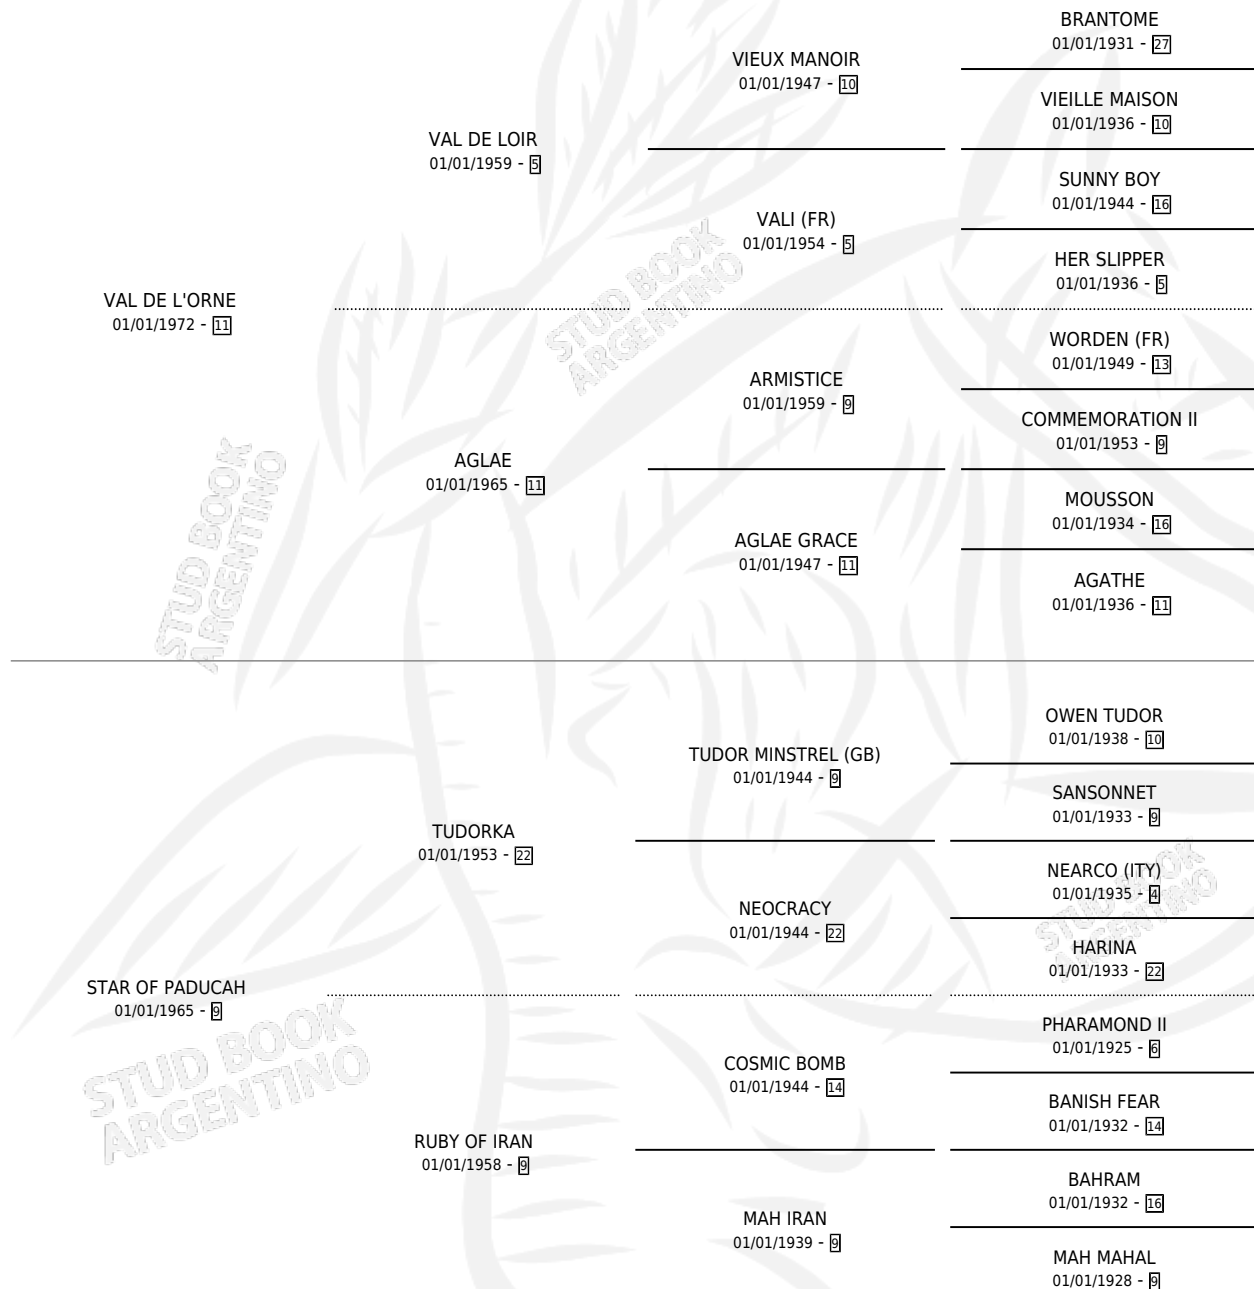 BRANTOME
01/01/1931 - 27
VIEUX MANOIR
01/01/1947 - 10
VIEILLE MAISON
01/01/1936 - 10
VAL DE LOIR
01/01/1959 - 5
SUNNY BOY
01/01/1944 - 16
VALI (FR)
01/01/1954 - 5
HER SLIPPER
01/01/1936 - 5
VAL DE L'ORNE
01/01/1972 - 11
WORDEN (FR)
01/01/1949 - 13
ARMISTICE
01/01/1959 - 9
COMMEMORATION II
01/01/1953 - 9
AGLAE
01/01/1965 - 11
MOUSSON
01/01/1934 - 16
AGLAE GRACE
01/01/1947 - 11
AGATHE
01/01/1936 - 11
OWEN TUDOR
01/01/1938 - 10
TUDOR MINSTREL (GB)
01/01/1944 - 9
SANSONNET
01/01/1933 - 9
TUDORKA
01/01/1953 - 22
NEARCO (ITY)
01/01/1935 - 4
NEOCRACY
01/01/1944 - 22
HARINA
01/01/1933 - 22
STAR OF PADUCAH
01/01/1965 - 9
PHARAMOND II
01/01/1925 - 6
COSMIC BOMB
01/01/1944 - 14
BANISH FEAR
01/01/1932 - 14
RUBY OF IRAN
01/01/1958 - 9
BAHRAM
01/01/1932 - 16
MAH IRAN
01/01/1939 - 9
MAH MAHAL
01/01/1928 - 9
STUD BOOK
ARGENTINO
STUD BOOK
ARGENTINO
STUD BOOK
ARGENTINO
STUD BOOK
ARGENTINO